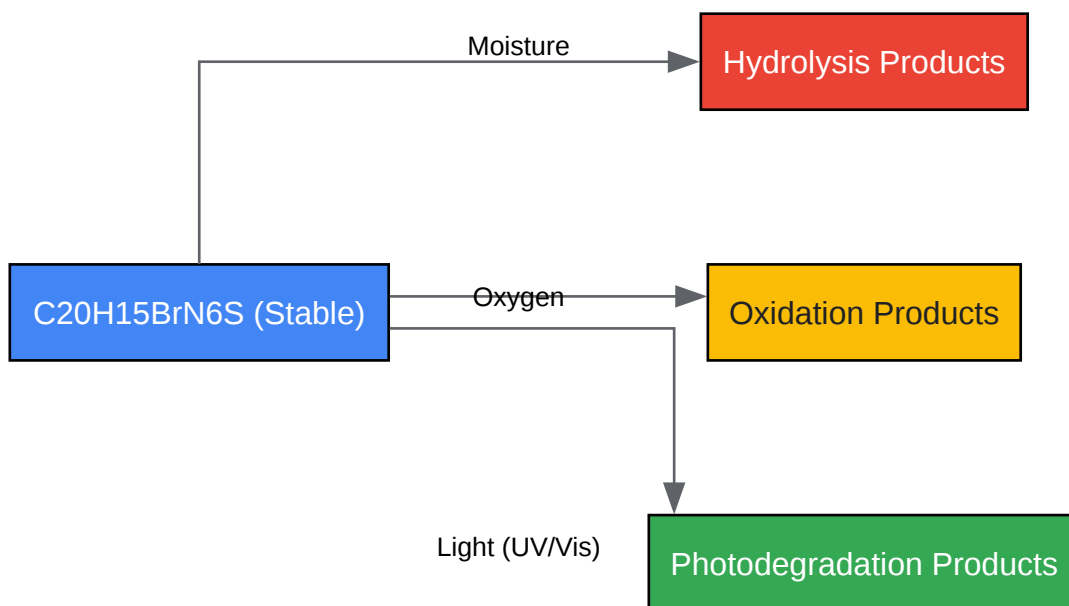 Moisture
Hydrolysis Products
C20H15BrN6S (Stable)
Oxygen
Oxidation Products
Light (UV/Vis)
Photodegradation Products